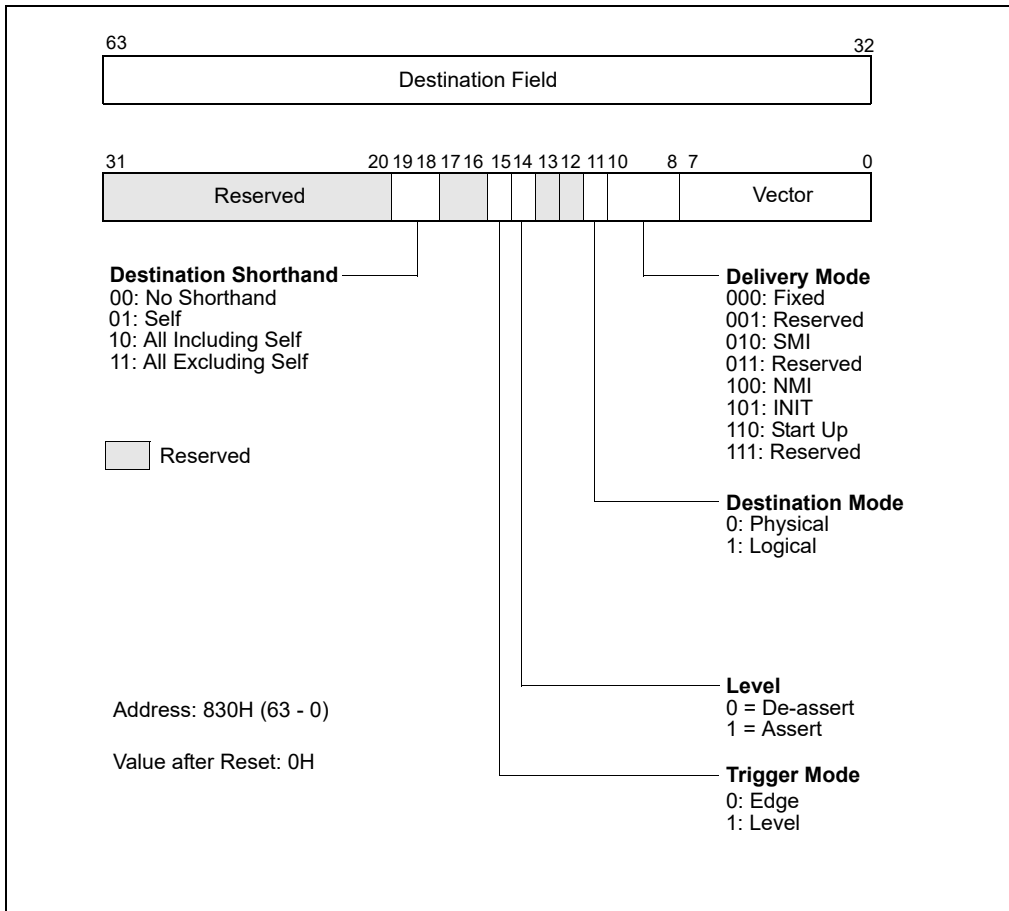 63 32
Destination Field
31 20 19 18 17 16 15 14 13 12 11 10 8 7 0
Reserved Vector
Destination Shorthand
00: No Shorthand
01: Self
10: All Including Self
11: All Excluding Self
Reserved
Delivery Mode
000: Fixed
001: Reserved
010: SMI
011: Reserved
100: NMI
101: INIT
110: Start Up
111: Reserved
Destination Mode
0: Physical
1: Logical
Level
0 = De-assert
1 = Assert
Address: 830H (63 - 0)
Value after Reset: 0H
Trigger Mode
0: Edge
1: Level